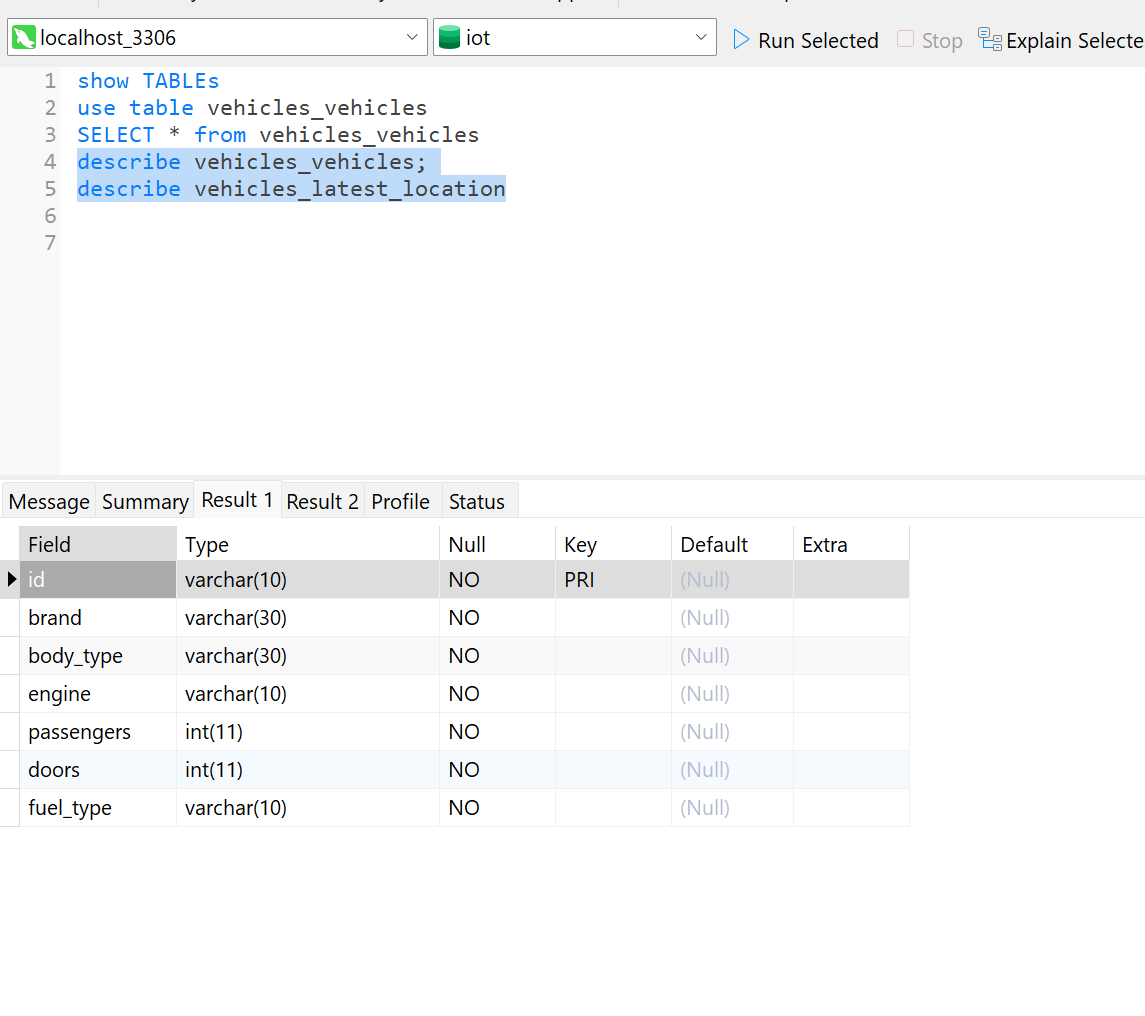 localhost_3306 iot Run Selected Stop Explain Selecte
1 show TABLEs
2 use table vehicles_vehicles
3 SELECT * from vehicles_vehicles
4 describe vehicles_vehicles;
5 describe vehicles_latest_location
6
7
Message Summary Result 1 Result 2 Profile Status
Field Type Null Key Default Extra
id varchar(10) NO PRI (Null)
brand varchar(30) NO (Null)
body_type varchar(30) NO (Null)
engine varchar(10) NO (Null)
passengers int(11) NO (Null)
doors int(11) NO (Null)
fuel_type varchar(10) NO (Null)